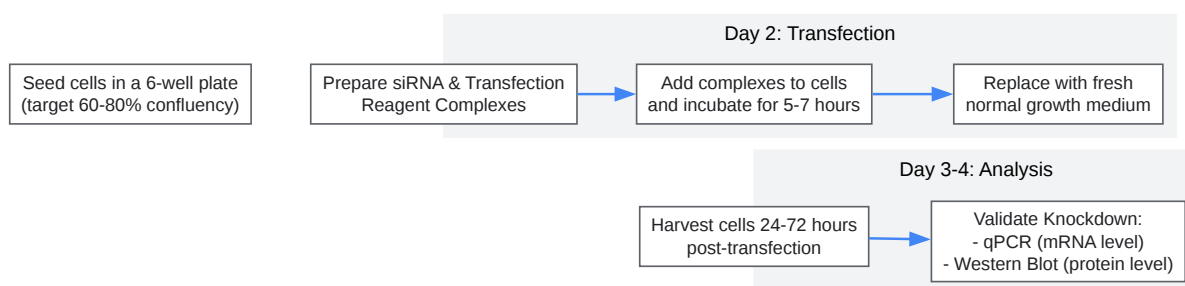 Day 2: Transfection
Seed cells in a 6-well plate
(target 60-80% confluency)
Prepare siRNA & Transfection
Reagent Complexes
Add complexes to cells
and incubate for 5-7 hours
Replace with fresh
normal growth medium
Day 3-4: Analysis
Harvest cells 24-72 hours
post-transfection
Validate Knockdown:
- qPCR (mRNA level)
- Western Blot (protein level)